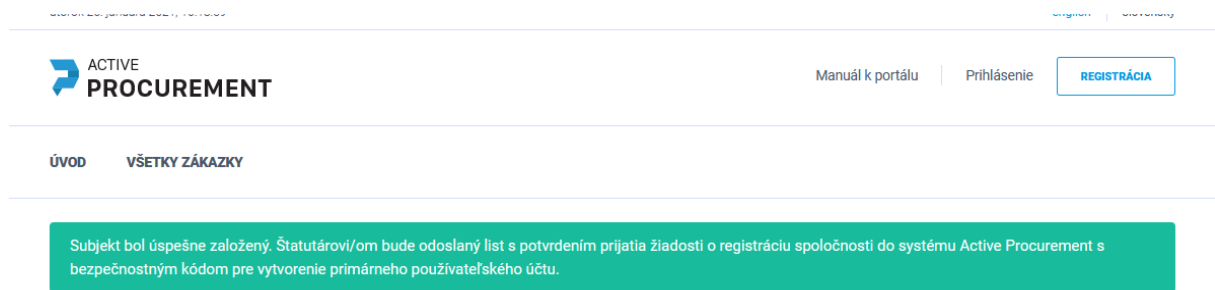 ACTIVE
PROCUREMENT
Manuál k portálu
Prihlásenie
REGISTRÁCIA
ÚVOD
VŠETKY ZÁKAZKY
Subjekt bol úspešne založený. Štatutárovi/om bude odoslaný list s potvrdením prijatia žiadosti o registráciu spoločnosti do systému Active Procurement s
bezpečnostným kódom pre vytvorenie primárneho používateľského účtu.